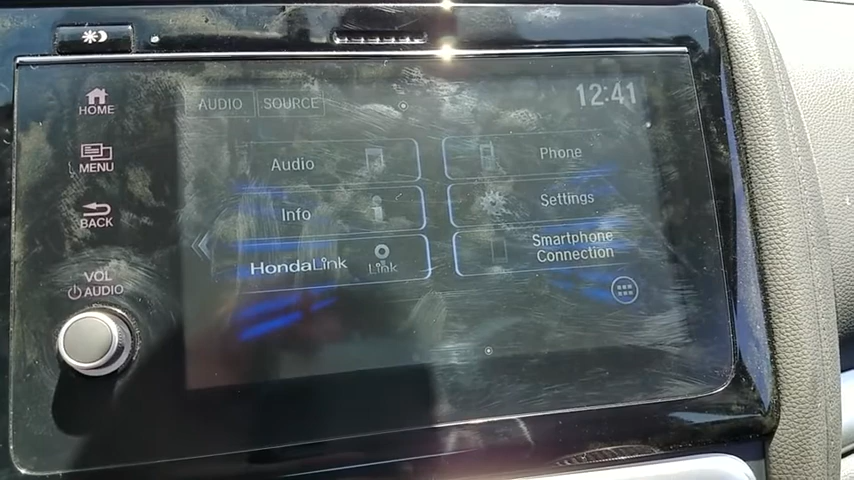 HOME
MENU
BACK
VOL
AUDIO
AUDIO SOURCE 12:41
Audio Phone
Info Settings
HondaLink Link Smartphone
Connection